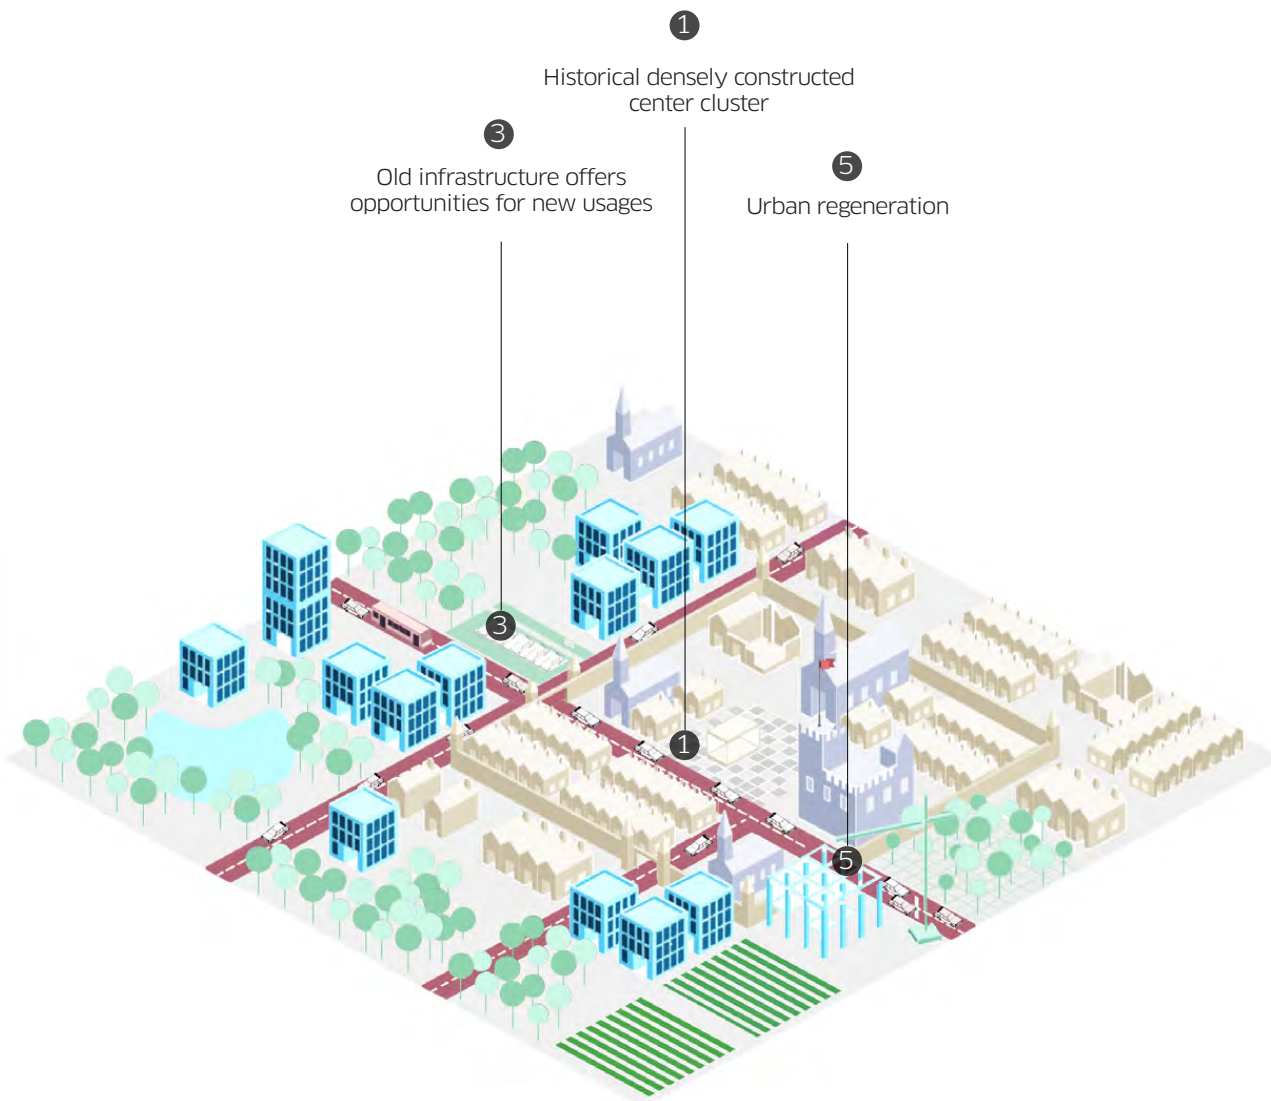 1
Historical densely constructed
center cluster
3
Old infrastructure offers
opportunities for new usages
5
Urban regeneration
3
1
5